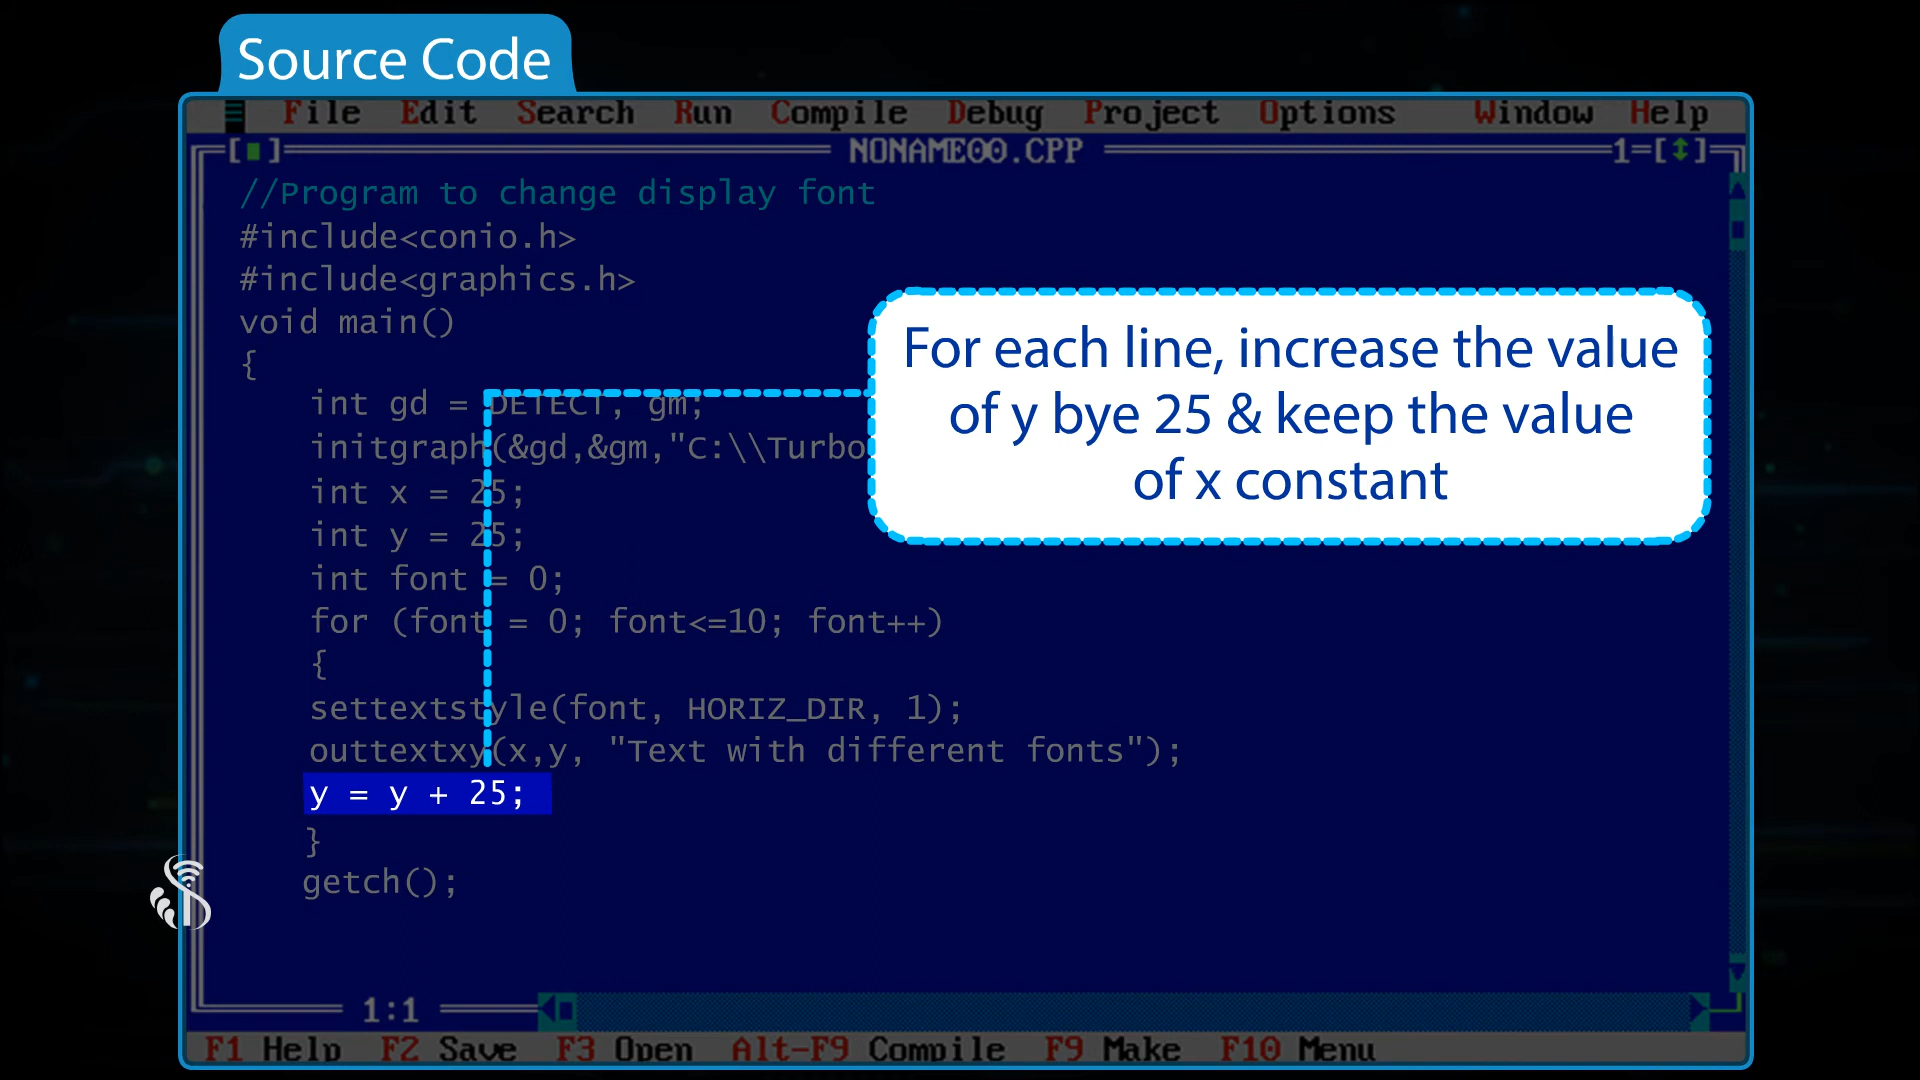 Source Code
File Edit Search Run Compile Debug Project Options Window Help
NONAME00.CPP 1
//Program to change display font
#include<conio.h>
#include<graphics.h>
void main()
{
int gd = DETECT, gm;
initgraph(&gd,&gm,"C:\\Turbo
int x = 25;
int y = 25;
int font = 0;
for (font = 0; font<=10; font++)
{
settextstyle(font, HORIZ_DIR, 1);
outtextxy(x,y, "Text with different fonts");
y = y + 25;
}
getch();
For each line, increase the value
of y bye 25 & keep the value
of x constant
1:1
F1 Help F2 Save F3 Open Alt-F9 Compile F9 Make F10 Menu